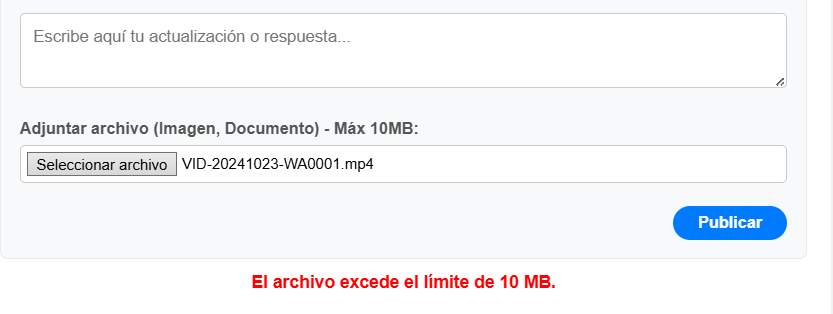 Escribe aquí tu actualización o respuesta...
Adjuntar archivo (Imagen, Documento) - Máx 10MB:
Seleccionar archivo VID-20241023-WA0001.mp4
Publicar
El archivo excede el límite de 10 MB.